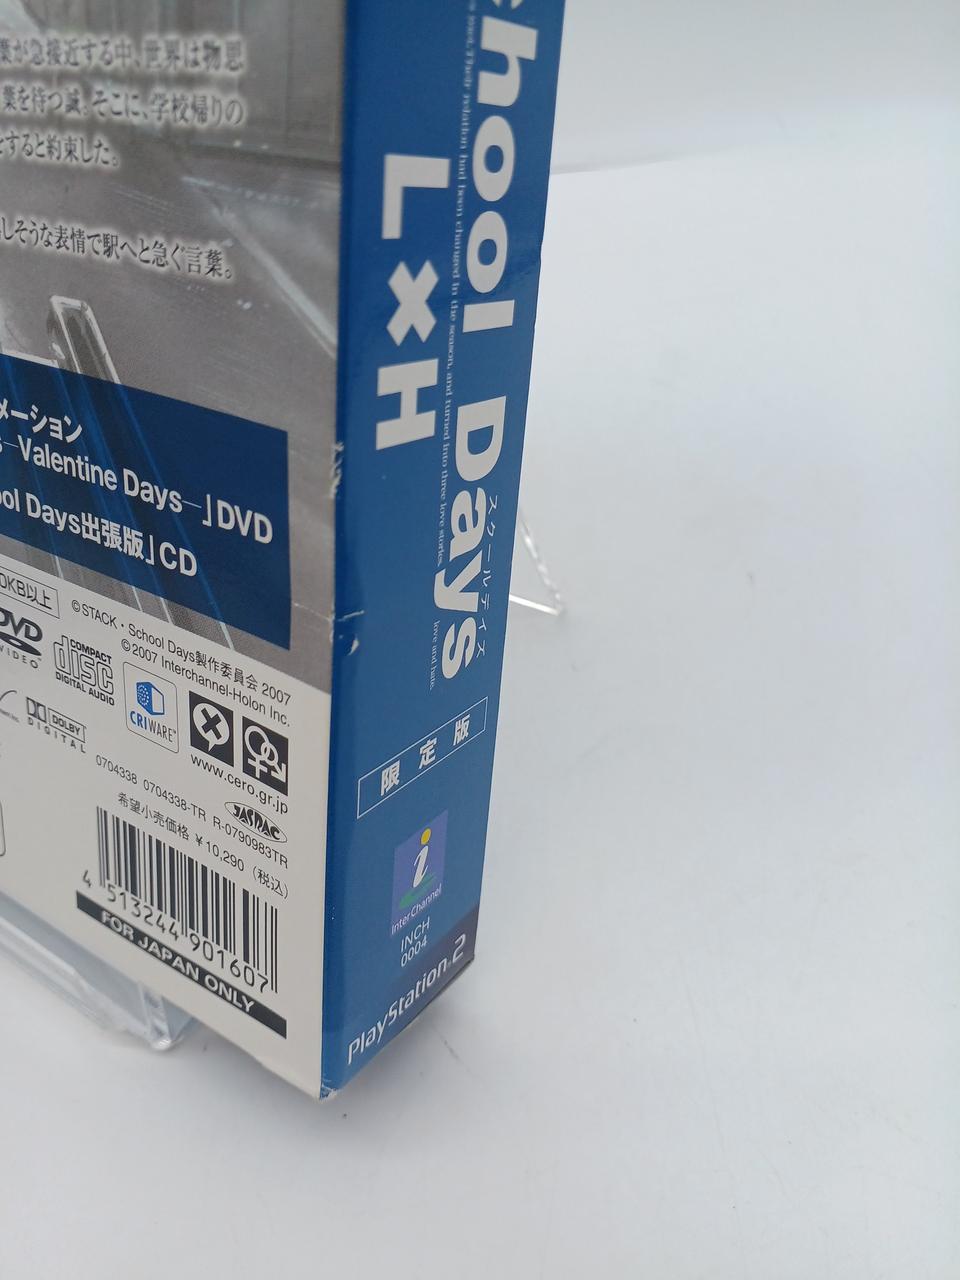 葉が急接近する中、世界は物思
葉を待つ誠。そこに、学校帰りの
とすると約束した。
しそうな表情で駅へと急ぐ言葉。
メーション
Valentine Days—」DVD
ool Days出張版」CD
0KB以上
©STACK・School Days製作委員会 2007
©2007 Interchannel-Holon Inc.
DVD
VIDEO
COMPACT
disc
DIGITAL AUDIO
CRIWARE™
DOLBY
DIGITAL
www.cero.gr.jp
0704338 0704338-TR R-0790983TR
JASRAC
希望小売価格 ¥10,290 (税込)
4 513244 901607
FOR JAPAN ONLY
chool Days
スクールデイズ
had been changed in the season, and turned into three love stories.
love and hate.
L×H
限定版
i
InterChannel
INCH
0004
PlayStation 2